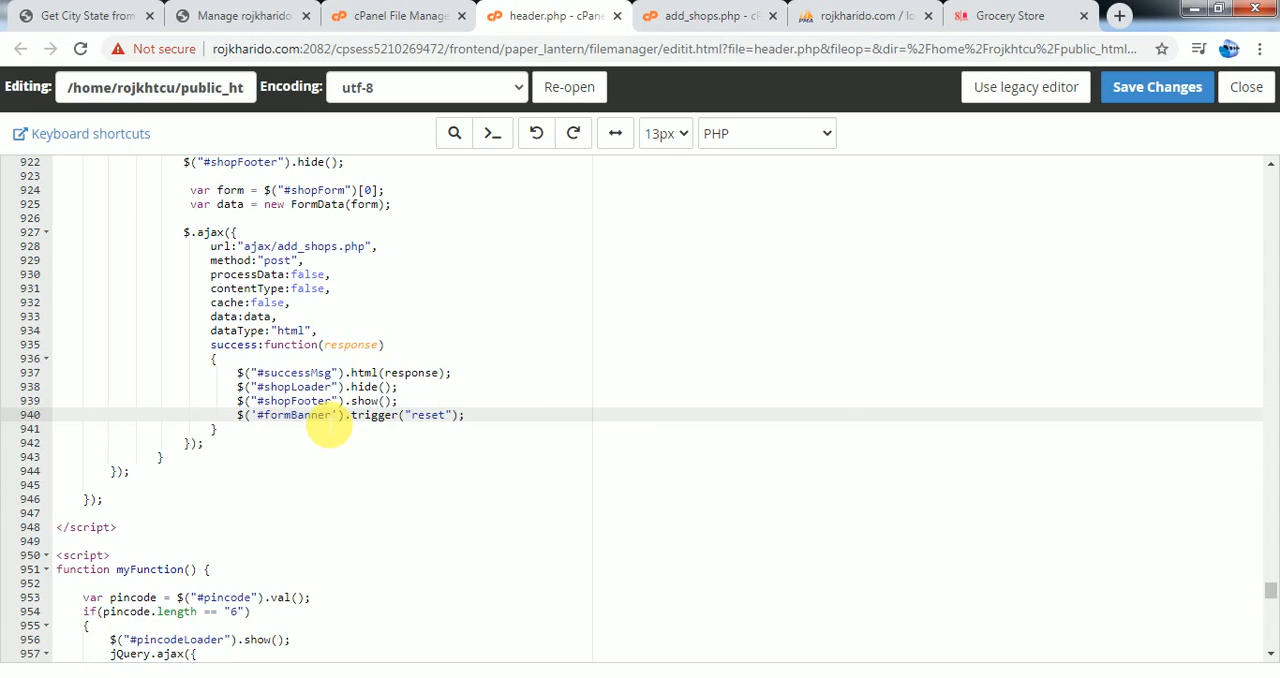 Get City State from
Manage rojkharido
cPanel File Manage
header.php - cPane
add_shops.php - cP
rojkharido.com / lo
Grocery Store
Not secure
rojkharido.com:2082/cpsess5210269472/frontend/paper_lantern/filemanager/editit.html?file=header.php&fileop=&dir=%2Fhome%2Frojkhtcu%2Fpublic_html...
Editing: /home/rojkhtcu/public_ht Encoding: utf-8 Re-open Use legacy editor Save Changes Close
Keyboard shortcuts 13px PHP
922 $("#shopFooter").hide();
923
924 var form = $("#shopForm")[0];
925 var data = new FormData(form);
926
927 $.ajax({
928 url:"ajax/add_shops.php",
929 method:"post",
930 processData:false,
931 contentType:false,
932 cache:false,
933 data:data,
934 dataType:"html",
935 success:function(response)
936 {
937 $("#successMsg").html(response);
938 $("#shopLoader").hide();
939 $("#shopFooter").show();
940 $('#formBanner').trigger("reset");
941 }
942 });
943 }
944 });
945
946 });
947
948 </script>
949
950 <script>
951 function myFunction() {
952
953 var pincode = $("#pincode").val();
954 if(pincode.length == "6")
955 {
956 $("#pincodeLoader").show();
957 jQuery.ajax({